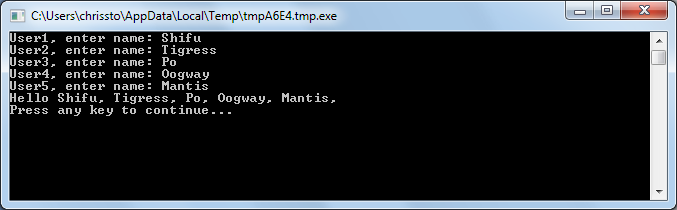 C:\Users\chrissto\AppData\Local\Temp\tmpA6E4.tmp.exe
User1, enter name: Shifu
User2, enter name: Tigress
User3, enter name: Po
User4, enter name: Oogway
User5, enter name: Mantis
Hello Shifu, Tigress, Po, Oogway, Mantis,
Press any key to continue...